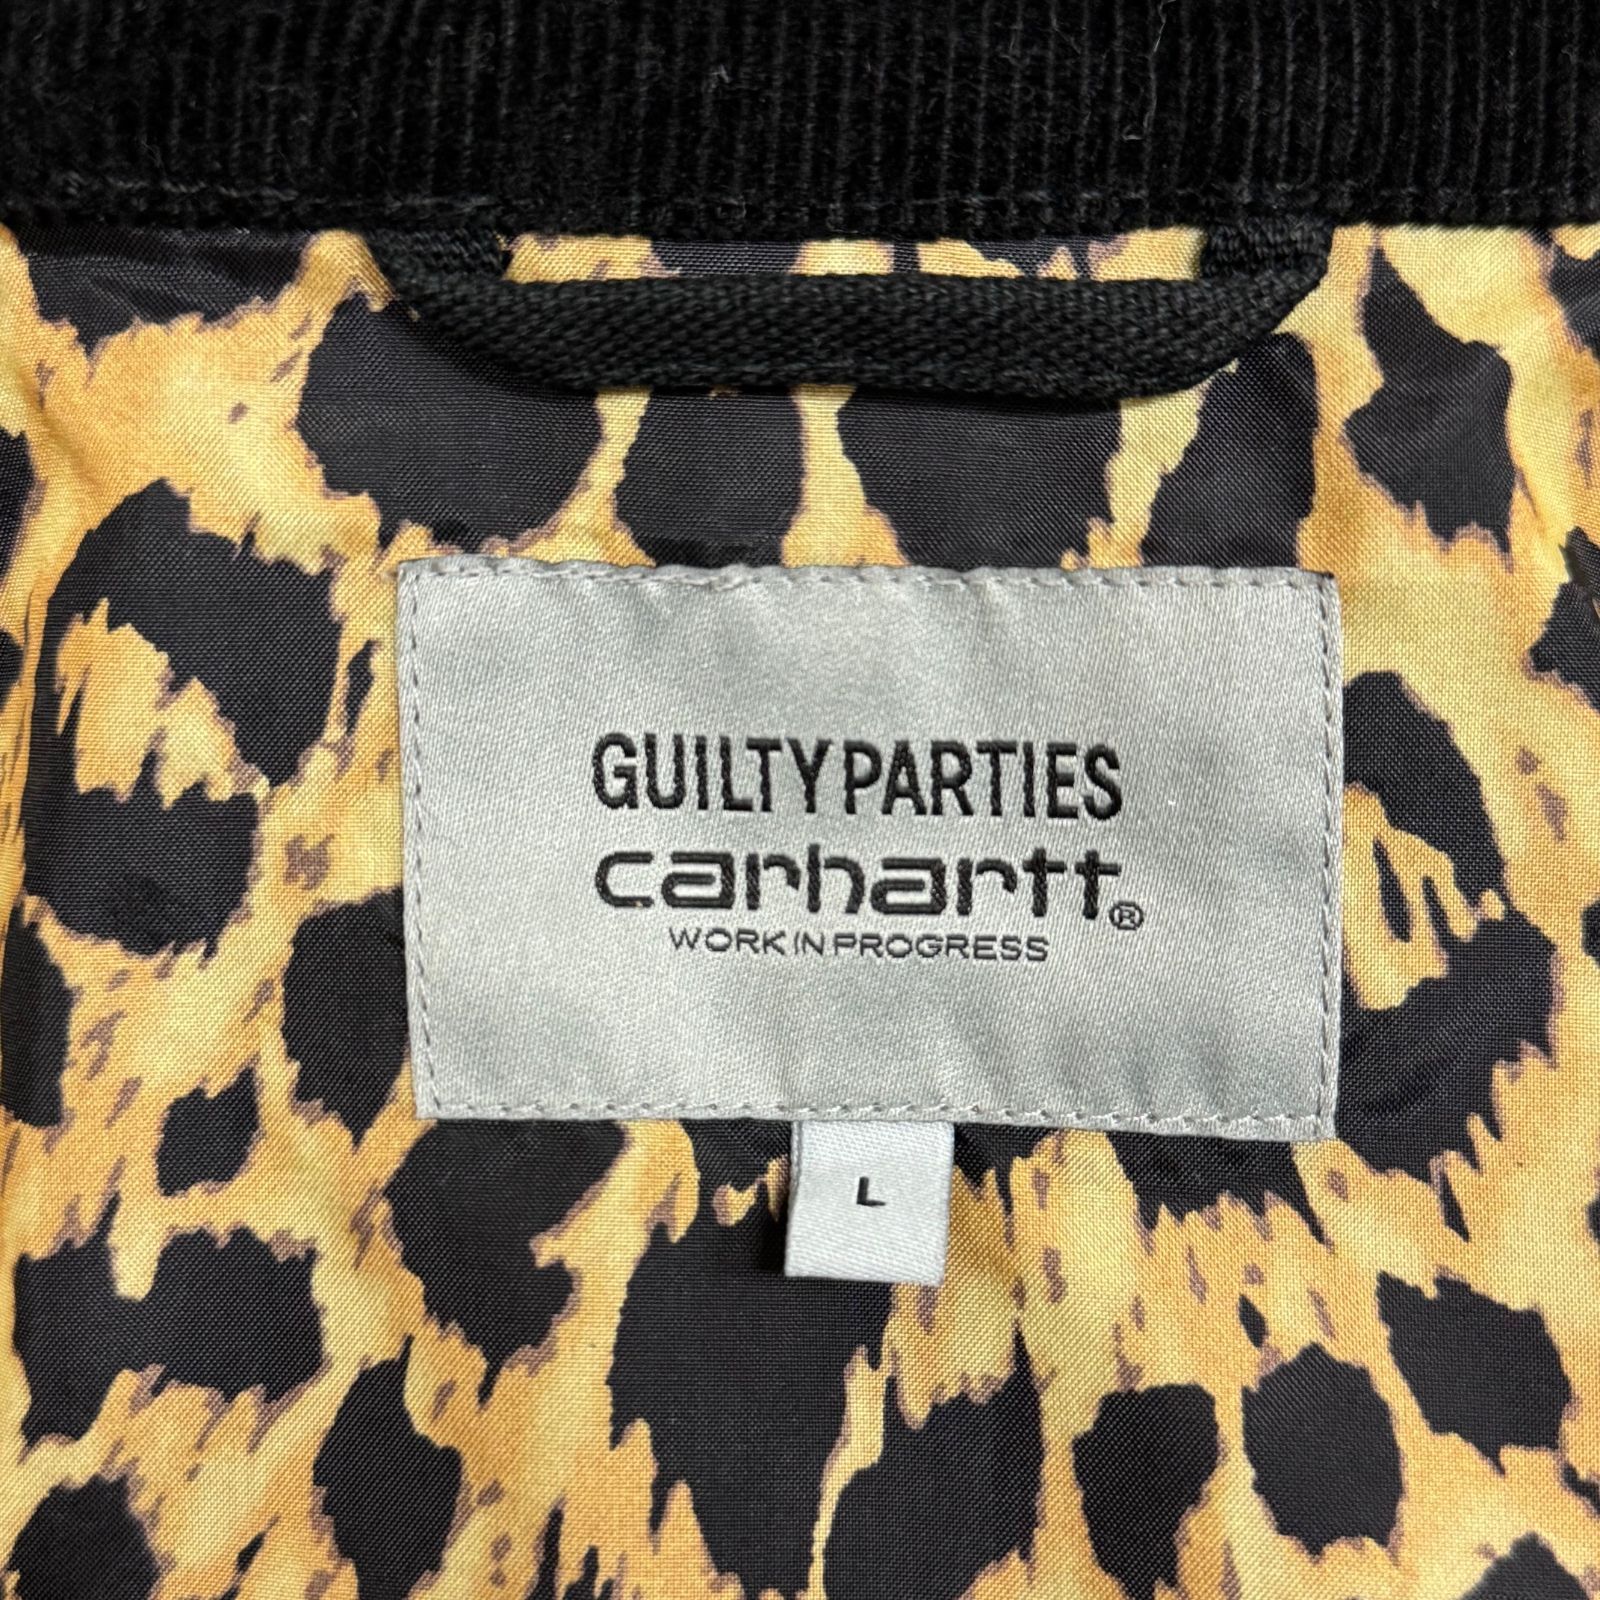 GUILTY PARTIES
carhartt®
WORK IN PROGRESS
L